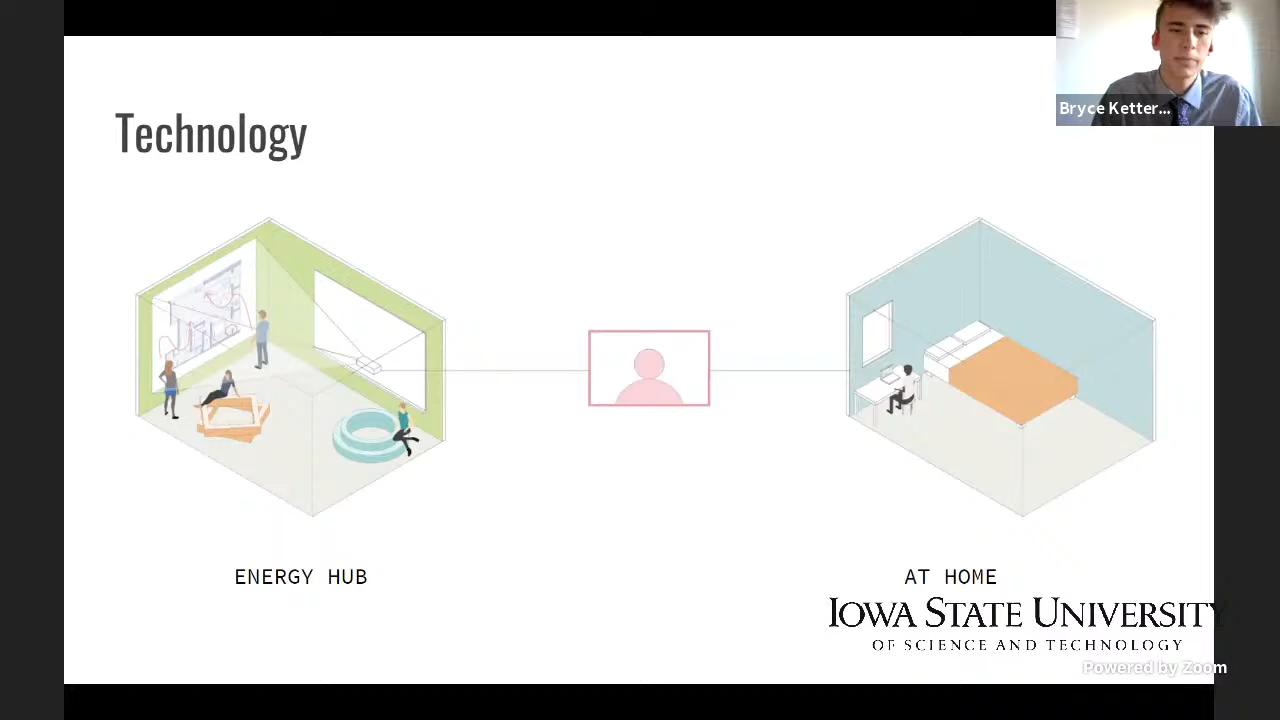 Technology
Bryce Ketter...
ENERGY HUB
AT HOME
IOWA STATE UNIVERSITY
OF SCIENCE AND TECHNOLOGY
Powered by Zoom